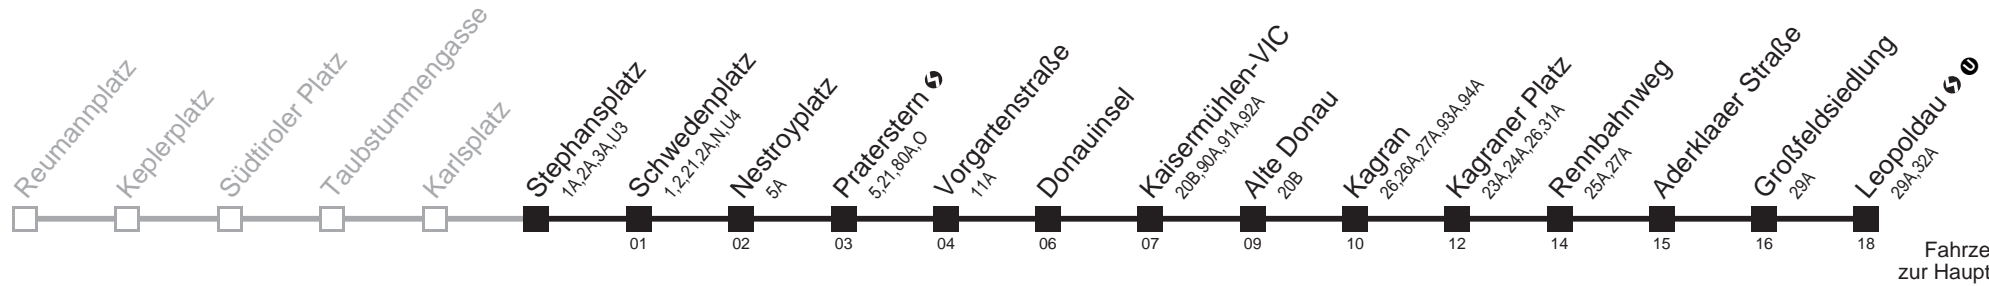 Reumannplatz
Keplerplatz
Südtiroler Platz
Taubstummengasse
Karlsplatz
Stephansplatz
1A,2A,3A,U3
Schwedenplatz
1,2,21,2A,N,U4
Nestroyplatz
5A
Praterstern
5,21,80A,O
Vorgartenstraße
11A
Donauinsel
Kaisermühlen-VIC
20B,90A,91A,92A
Alte Donau
20B
Kagran
26,26A,27A,93A,94A
Kagraner Platz
23A,24A,26,31A
Rennbahnweg
25A,27A
Aderklaaer Straße
Großfeldsiedlung
29A
Leopoldau U
29A,32A
01 02 03 04 06 07 09 10 12 14 15 16 18
Fahrze
zur Haupt